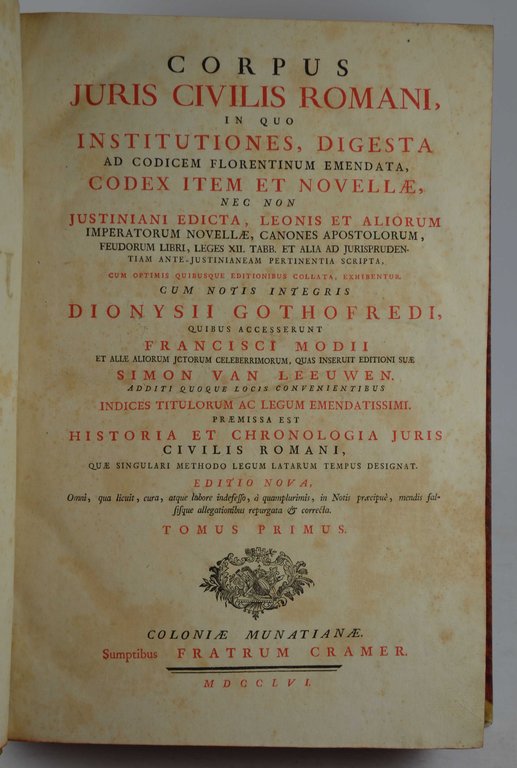 CORPUS
JURIS CIVILIS ROMANI,
IN QUO
INSTITUTIONES, DIGESTA
AD CODICEM FLORENTINUM EMENDATA,
CODEX ITEM ET NOVELLÆ,
NEC NON
JUSTINIANI EDICTA, LEONIS ET ALIORUM
IMPERATORUM NOVELLÆ, CANONES APOSTOLORUM,
FEUDORUM LIBRI, LEGES XII. TABB. ET ALIA AD JURISPRUDEN-
TIAM ANTE-JUSTINIANEAM PERTINENTIA SCRIPTA,
CUM OPTIMIS QUIBUSQUE EDITIONIBUS COLLATA, EXHIBENTUR.
CUM NOTIS INTEGRIS
DIONYSII GOTHOFREDI,
QUIBUS ACCESSERUNT
FRANCISCI MODII
ET ALLÆ ALIORUM JCTORUM CELEBERRIMORUM, QUAS INSERUIT EDITIONI SUÆ
SIMON VAN LEEUWEN.
ADDITI QUOQUE LOCIS CONVENIENTIBUS
INDICES TITULORUM AC LEGUM EMENDATISSIMI.
PRÆMISSA EST
HISTORIA ET CHRONOLOGIA JURIS
CIVILIS ROMANI,
QUÆ SINGULARI METHODO LEGUM LATARUM TEMPUS DESIGNAT.
EDITIO NOVA,
Omni, qua licuit, cura, atque labore indefesso, à quamplurimis, in Notis præcipuè, mendis fal-
sisque allegationibus repurgata & correcta.
TOMUS PRIMUS.
COLONIÆ MUNATIANÆ.
Sumptibus FRATRUM CRAMER.
MDCCLVI.